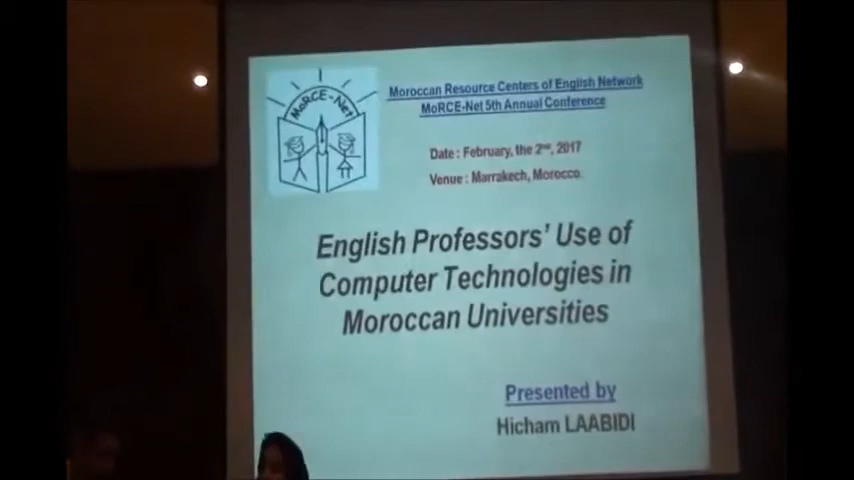 MoRCE-Net
Moroccan Resource Centers of English Network
MoRCE-Net 5th Annual Conference
Date : February, the 2nd, 2017
Venue : Marrakech, Morocco
English Professors' Use of
Computer Technologies in
Moroccan Universities
Presented by
Hicham LAABIDI